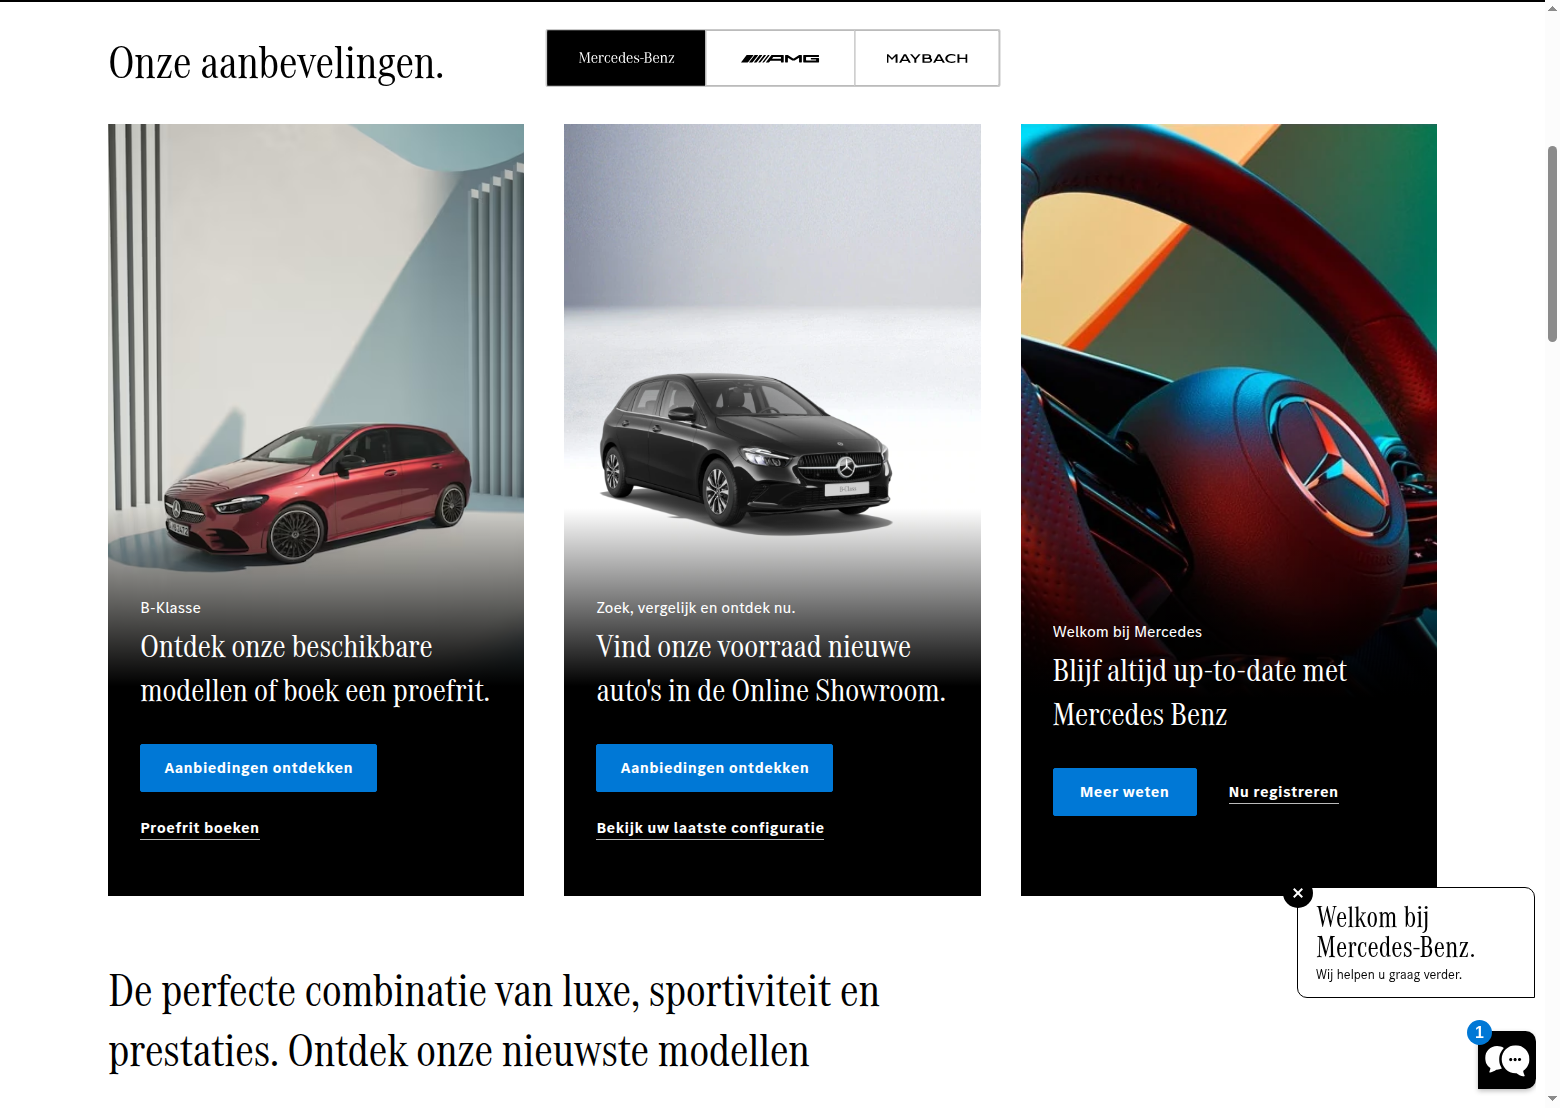 Onze aanbevelingen.
Mercedes-Benz
AMG
MAYBACH
B-Klasse
Ontdek onze beschikbare
modellen of boek een proefrit.
Aanbiedingen ontdekken
Proefrit boeken
Zoek, vergelijk en ontdek nu.
Vind onze voorraad nieuwe
auto's in de Online Showroom.
Aanbiedingen ontdekken
Bekijk uw laatste configuratie
Welkom bij Mercedes
Blijf altijd up-to-date met
Mercedes Benz
Meer weten
Nu registreren
De perfecte combinatie van luxe, sportiviteit en
prestaties. Ontdek onze nieuwste modellen
Welkom bij
Mercedes-Benz.
Wij helpen u graag verder.
1